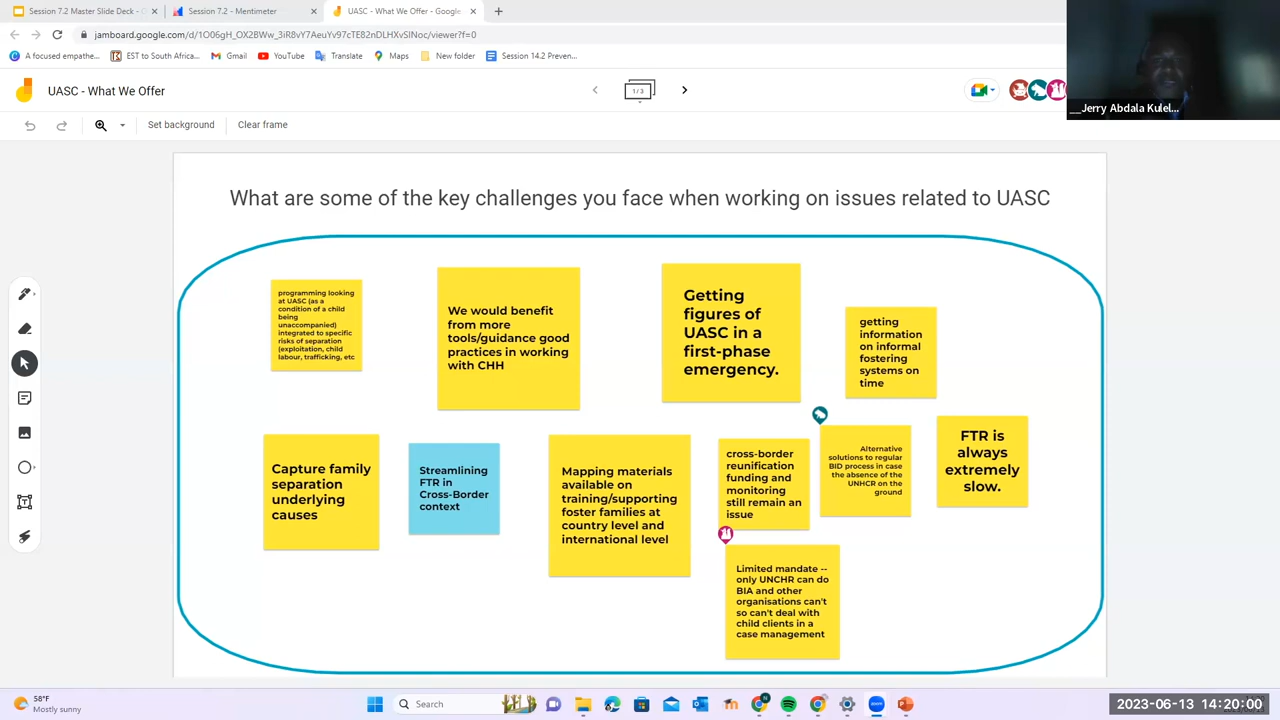 Session 7.2 Master Slide Deck - G
Session 7.2 - Mentimeter
UASC - What We Offer - Google
jamboard.google.com/d/
A focused empathe...
EST to South Africa...
Gmail
YouTube
Translate
Maps
New folder
Session 14.2 Preven...
UASC - What We Offer
1/3
__Jerry Abdala Kulel...
Set background
Clear frame
What are some of the key challenges you face when working on issues related to UASC
programming looking
at UASC (as a
condition of a child
being
unaccompanied)
integrated to specific
risks of separation
(exploitation, child
labour, trafficking, etc
We would benefit
from more
tools/guidance good
practices in working
with CHH
Getting
figures of
UASC in a
first-phase
emergency.
getting
information
on informal
fostering
systems on
time
Capture family
separation
underlying
causes
Streamlining
FTR in
Cross-Border
context
Mapping materials
available on
training/supporting
foster families at
country level and
international level
cross-border
reunification
funding and
monitoring
still remain an
issue
Alternative
solutions to regular
BID process in case
the absence of the
UNHCR on the
ground
FTR is
always
extremely
slow.
Limited mandate --
only UNCHR can do
BIA and other
organisations can't
so can't deal with
child clients in a
case management
58°F
Mostly sunny
Search
2023-06-13 14:20:00